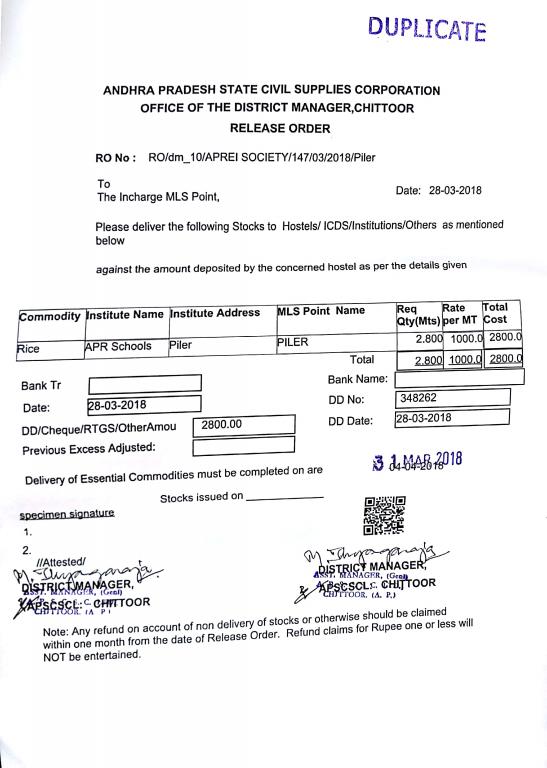 DUPLICATE
ANDHRA PRADESH STATE CIVIL SUPPLIES CORPORATION
OFFICE OF THE DISTRICT MANAGER,CHITTOOR
RELEASE ORDER
RO No : RO/dm_10/APREI SOCIETY/147/03/2018/Piler
To
The Incharge MLS Point,
Date: 28-03-2018
Please deliver the following Stocks to Hostels/ ICDS/Institutions/Others as mentioned
below
against the amount deposited by the concerned hostel as per the details given
Commodity Institute Name Institute Address MLS Point Name Req Qty(Mts) Rate per MT Total Cost
Rice APR Schools Piler PILER 2.800 1000.0 2800.0
Total 2.800 1000.0 2800.0
Bank Tr
Bank Name:
Date: 28-03-2018
DD No: 348262
DD/Cheque/RTGS/OtherAmou 2800.00
DD Date: 28-03-2018
Previous Excess Adjusted:
31 MAR 2018
04-04-2018
Delivery of Essential Commodities must be completed on are
Stocks issued on
specimen signature
1.
2.
//Attested/
DISTRICT MANAGER,
ASST. MANAGER, (Genl)
APSCSCL: CHITTOOR
CHITTOOR. (A. P.)
DISTRICT MANAGER,
ASST. MANAGER, (Genl)
APSCSCL: CHITTOOR
CHITTOOR. (A. P.)
Note: Any refund on account of non delivery of stocks or otherwise should be claimed
within one month from the date of Release Order. Refund claims for Rupee one or less will
NOT be entertained.